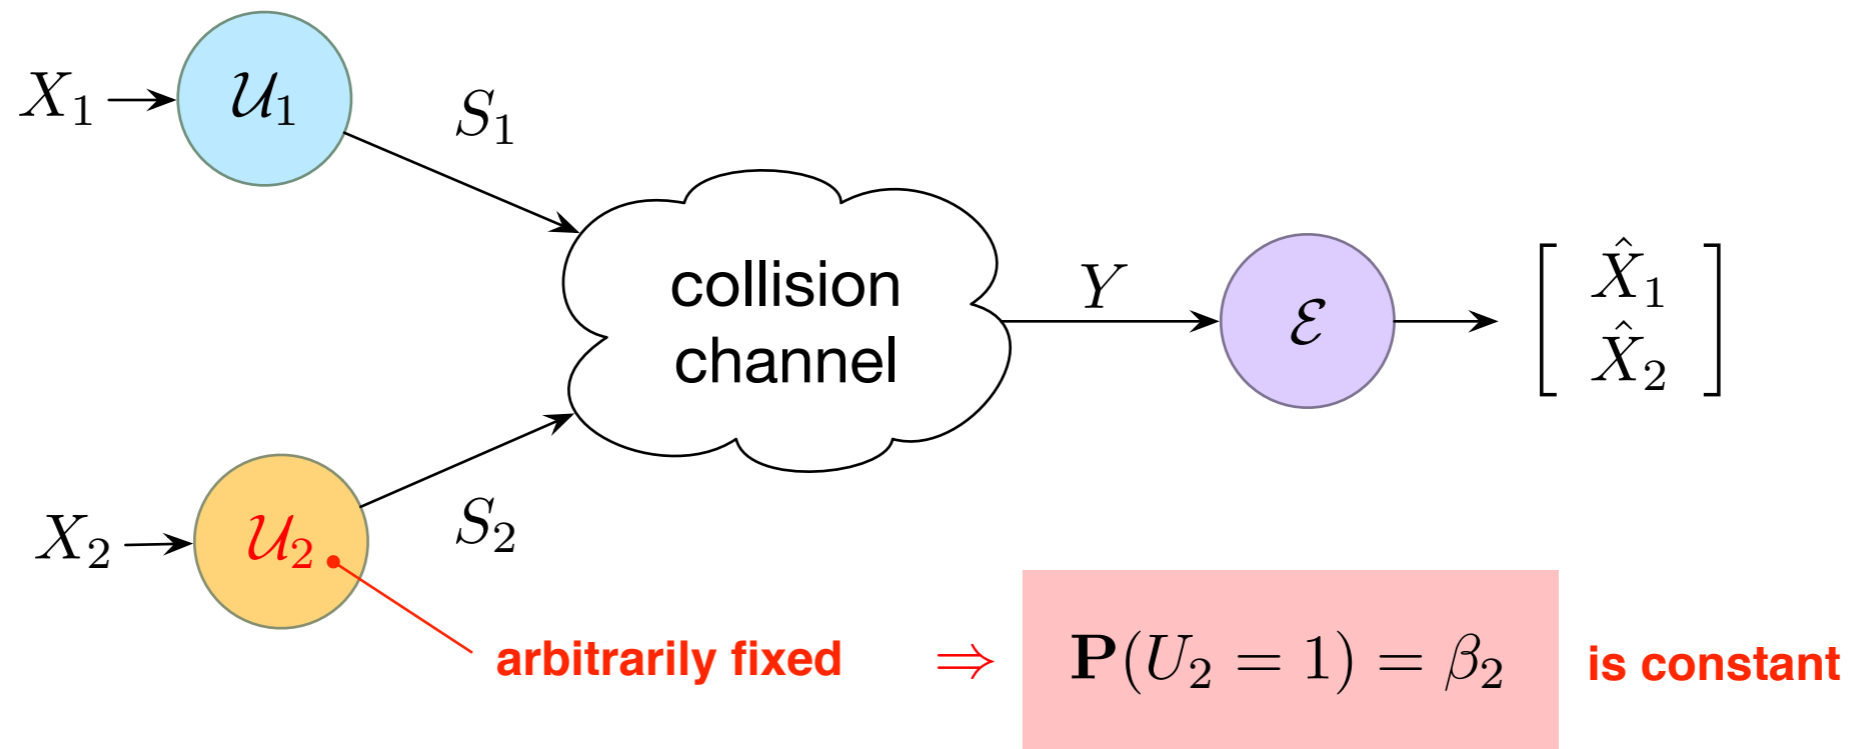 X₁
𝒰₁
S₁
collision
channel
Y
ℰ
X̂₁
X̂₂
X₂
𝒰₂
S₂
arbitrarily fixed ⇒ 𝐏(U₂ = 1) = β₂ is constant